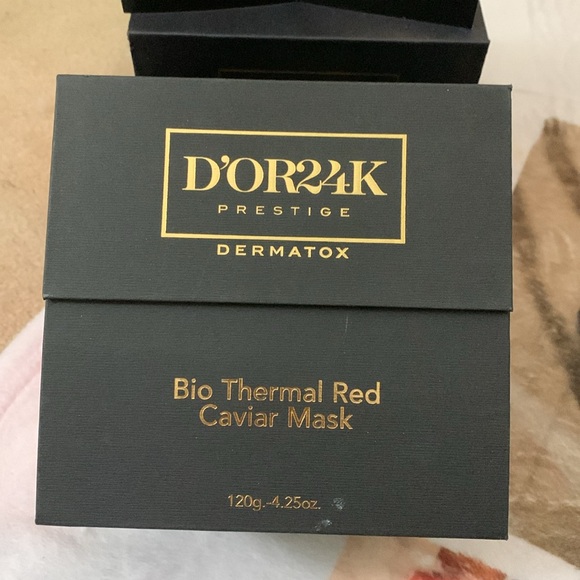 D'OR24K
PRESTIGE
DERMATOX
Bio Thermal Red
Caviar Mask
120g.-4.25oz.